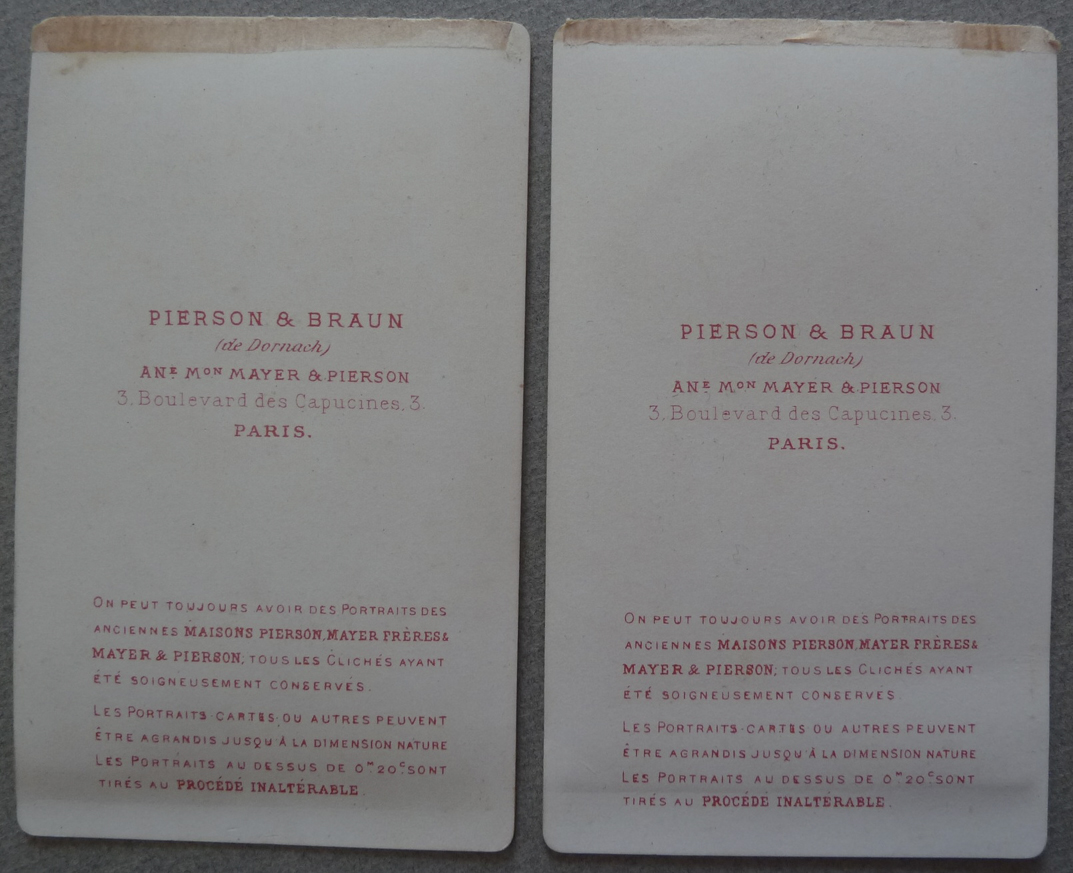 PIERSON & BRAUN
(de Dornach)
ANE MON MAYER & PIERSON
3. Boulevard des Capucines, 3.
PARIS.
ON PEUT TOUJOURS AVOIR DES PORTRAITS DES
ANCIENNES MAISONS PIERSON, MAYER FRÈRES &
MAYER & PIERSON; TOUS LES CLICHÉS AYANT
ÉTÉ SOIGNEUSEMENT CONSERVÉS.
LES PORTRAITS-CARTES OU AUTRES PEUVENT
ÊTRE AGRANDIS JUSQU'À LA DIMENSION NATURE
LES PORTRAITS AU DESSUS DE 0m 20c SONT
TIRÉS AU PROCÉDÉ INALTÉRABLE.
PIERSON & BRAUN
(de Dornach)
ANE MON MAYER & PIERSON
3. Boulevard des Capucines, 3.
PARIS.
ON PEUT TOUJOURS AVOIR DES PORTRAITS DES
ANCIENNES MAISONS PIERSON, MAYER FRÈRES &
MAYER & PIERSON; TOUS LES CLICHÉS AYANT
ÉTÉ SOIGNEUSEMENT CONSERVÉS
LES PORTRAITS-CARTES OU AUTRES PEUVENT
ÊTRE AGRANDIS JUSQU'À LA DIMENSION NATURE
LES PORTRAITS AU DESSUS DE 0m 20c SONT
TIRÉS AU PROCÉDÉ INALTÉRABLE.